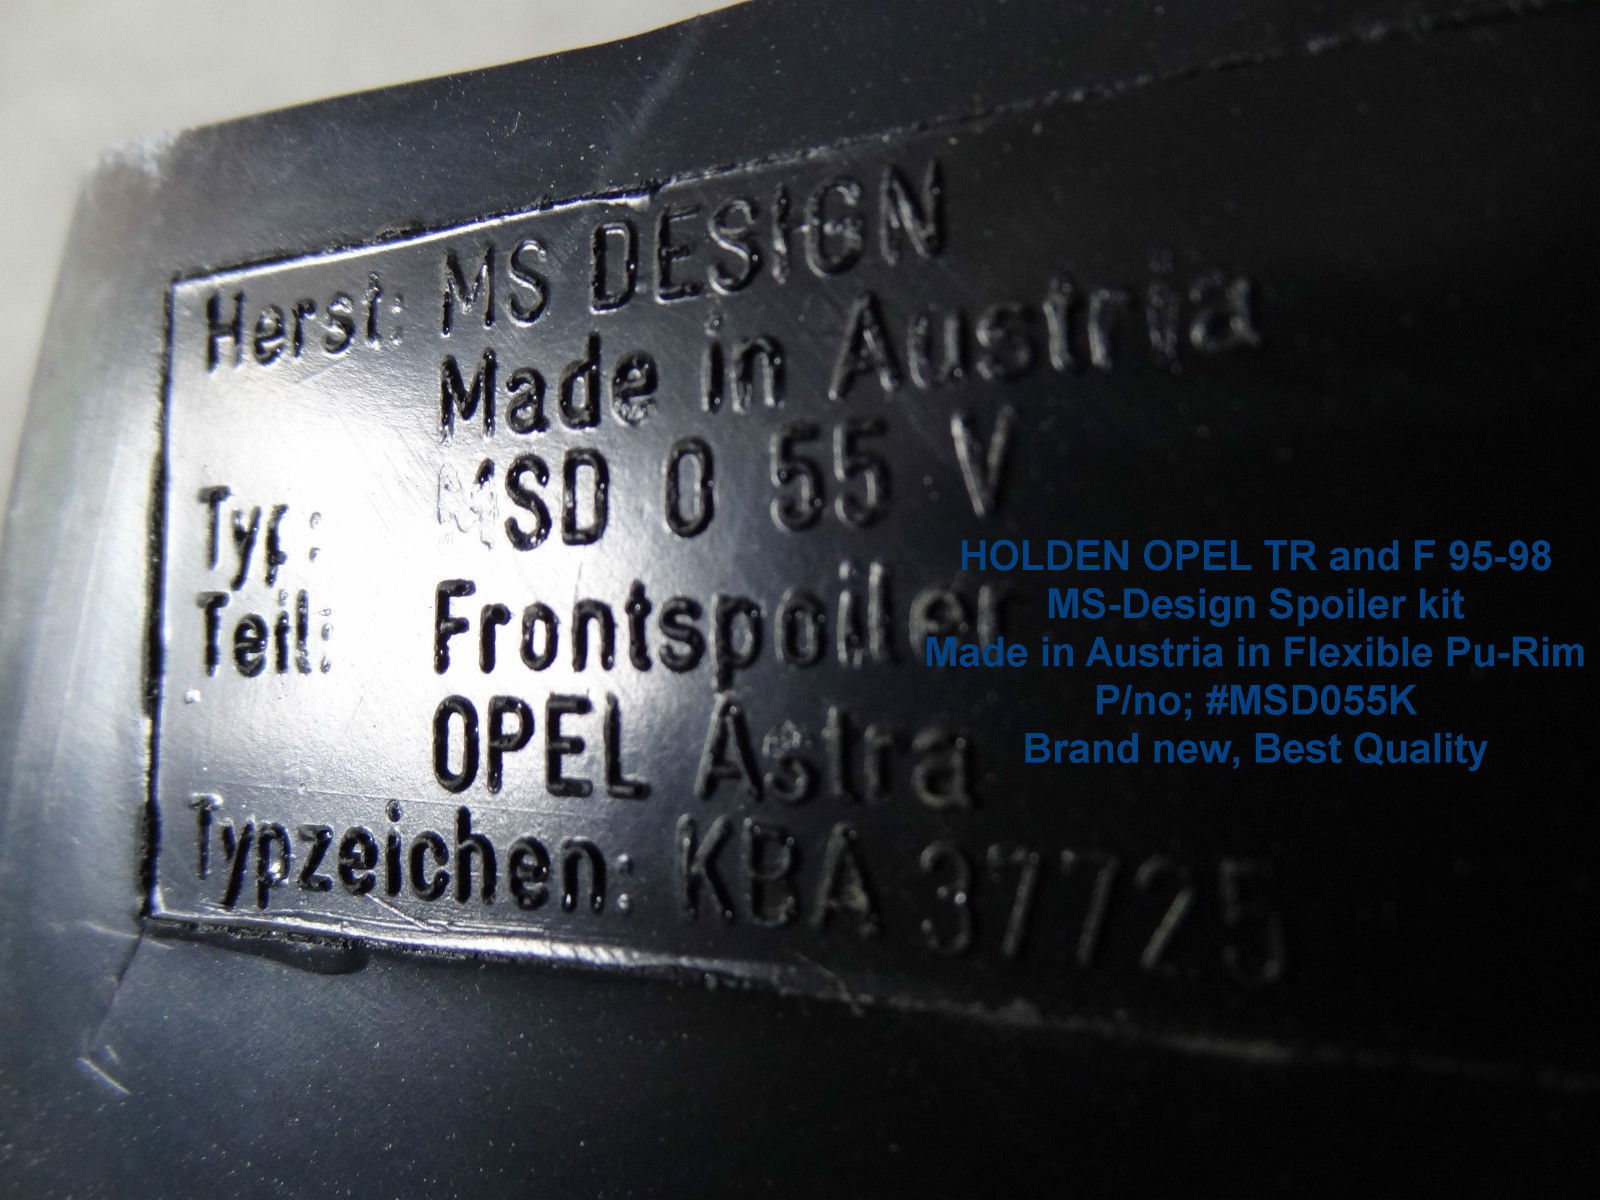 Herst: MS DESIGN
Made in Austria
Typ: MSD 0 55 V
Teil: Frontspoiler
OPEL Astra
Typzeichen: KBA 37725
HOLDEN OPEL TR and F 95-98
MS-Design Spoiler kit
Made in Austria in Flexible Pu-Rim
P/no; #MSD055K
Brand new, Best Quality